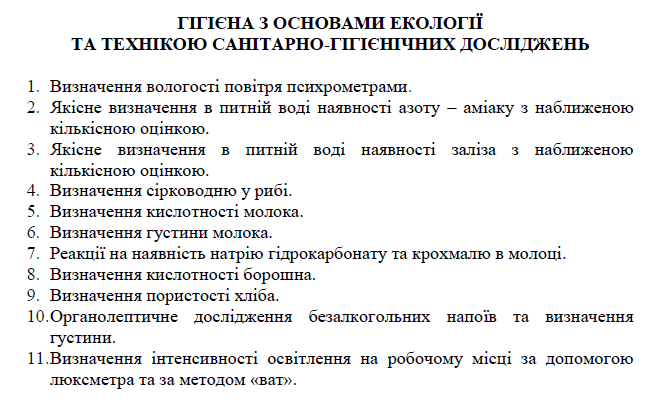 ГІГІЄНА З ОСНОВАМИ ЕКОЛОГІЇ
ТА ТЕХНІКОЮ САНІТАРНО-ГІГІЄНІЧНИХ ДОСЛІДЖЕНЬ
1. Визначення вологості повітря психрометрами.
2. Якісне визначення в питній воді наявності азоту – аміаку з наближеною
кількісною оцінкою.
3. Якісне визначення в питній воді наявності заліза з наближеною
кількісною оцінкою.
4. Визначення сірководню у рибі.
5. Визначення кислотності молока.
6. Визначення густини молока.
7. Реакції на наявність натрію гідрокарбонату та крохмалю в молоці.
8. Визначення кислотності борошна.
9. Визначення пористості хліба.
10.Органолептичне дослідження безалкогольних напоїв та визначення
густини.
11.Визначення інтенсивності освітлення на робочому місці за допомогою
люксметра та за методом «ват».